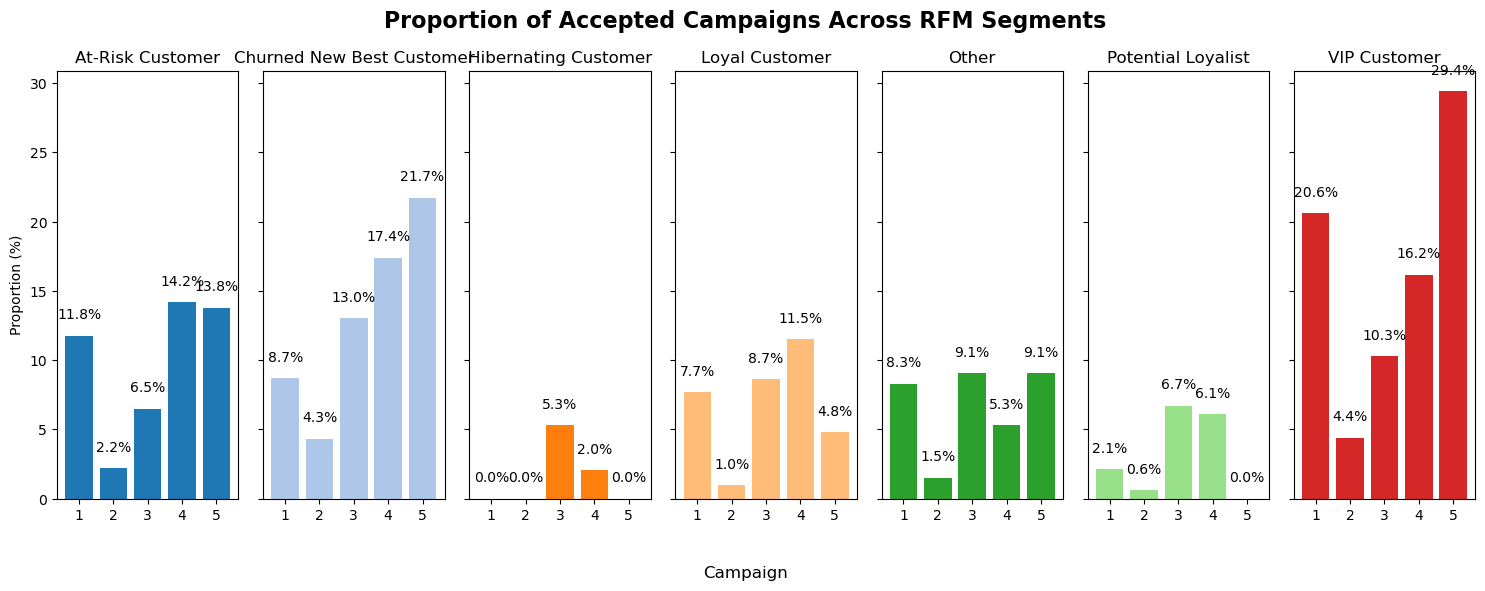 Proportion of Accepted Campaigns Across RFM Segments
At-Risk Customer
Churned New Best Customer
Hibernating Customer
Loyal Customer
Other
Potential Loyalist
VIP Customer
Proportion (%)
30
25
20
15
10
5
0
11.8%
2.2%
6.5%
14.2%
13.8%
1 2 3 4 5
8.7%
4.3%
13.0%
17.4%
21.7%
1 2 3 4 5
0.0%
0.0%
5.3%
2.0%
0.0%
1 2 3 4 5
7.7%
1.0%
8.7%
11.5%
4.8%
1 2 3 4 5
8.3%
1.5%
9.1%
5.3%
9.1%
1 2 3 4 5
2.1%
0.6%
6.7%
6.1%
0.0%
1 2 3 4 5
20.6%
4.4%
10.3%
16.2%
29.4%
1 2 3 4 5
Campaign